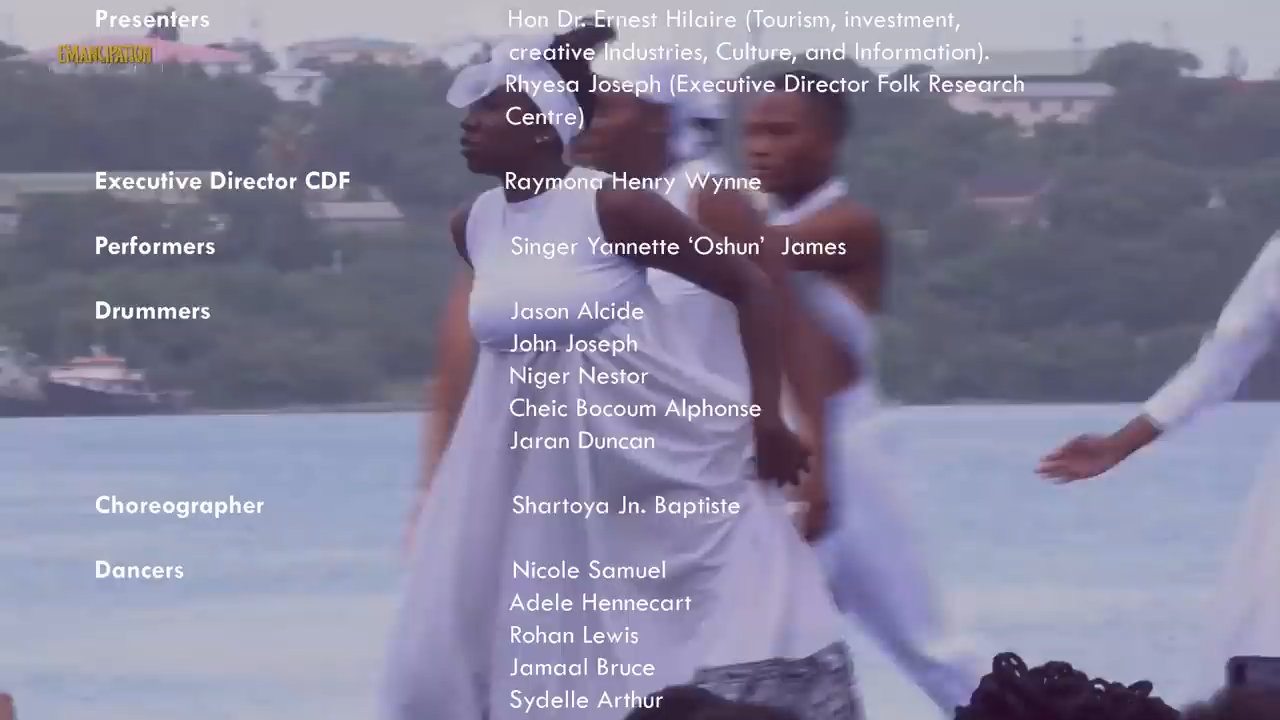 Presenters Hon Dr. Ernest Hilaire (Tourism, investment,
EMANCIPATION
creative Industries, Culture, and Information).
Rhyesa Joseph (Executive Director Folk Research
Centre)
Executive Director CDF Raymona Henry Wynne
Performers Singer Yannette ‘Oshun’ James
Drummers Jason Alcide
John Joseph
Niger Nestor
Cheic Bocoum Alphonse
Jaran Duncan
Choreographer Shartoya Jn. Baptiste
Dancers Nicole Samuel
Adele Hennecart
Rohan Lewis
Jamaal Bruce
Sydelle Arthur